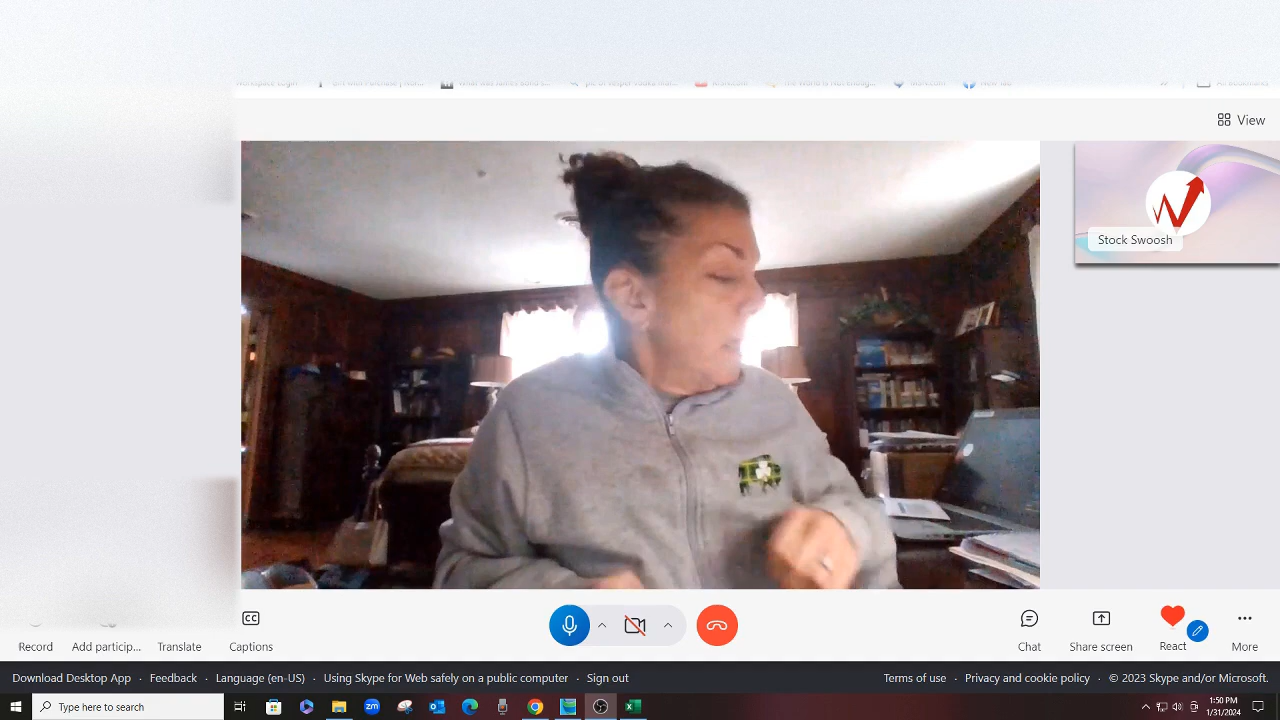 View
Stock Swoosh
Record
Add particip...
Translate
Captions
Chat
Share screen
React
More
Download Desktop App · Feedback · Language (en-US) · Using Skype for Web safely on a public computer · Sign out
Terms of use · Privacy and cookie policy · © 2023 Skype and/or Microsoft.
Type here to search
1:50 PM
1/31/2024